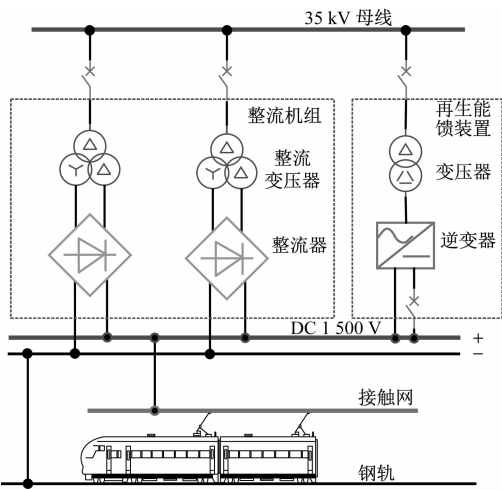 35 kV 母线
整流机组
整流
变压器
整流器
再生能
馈装置
变压器
逆变器
DC 1 500 V
+
−
接触网
钢轨